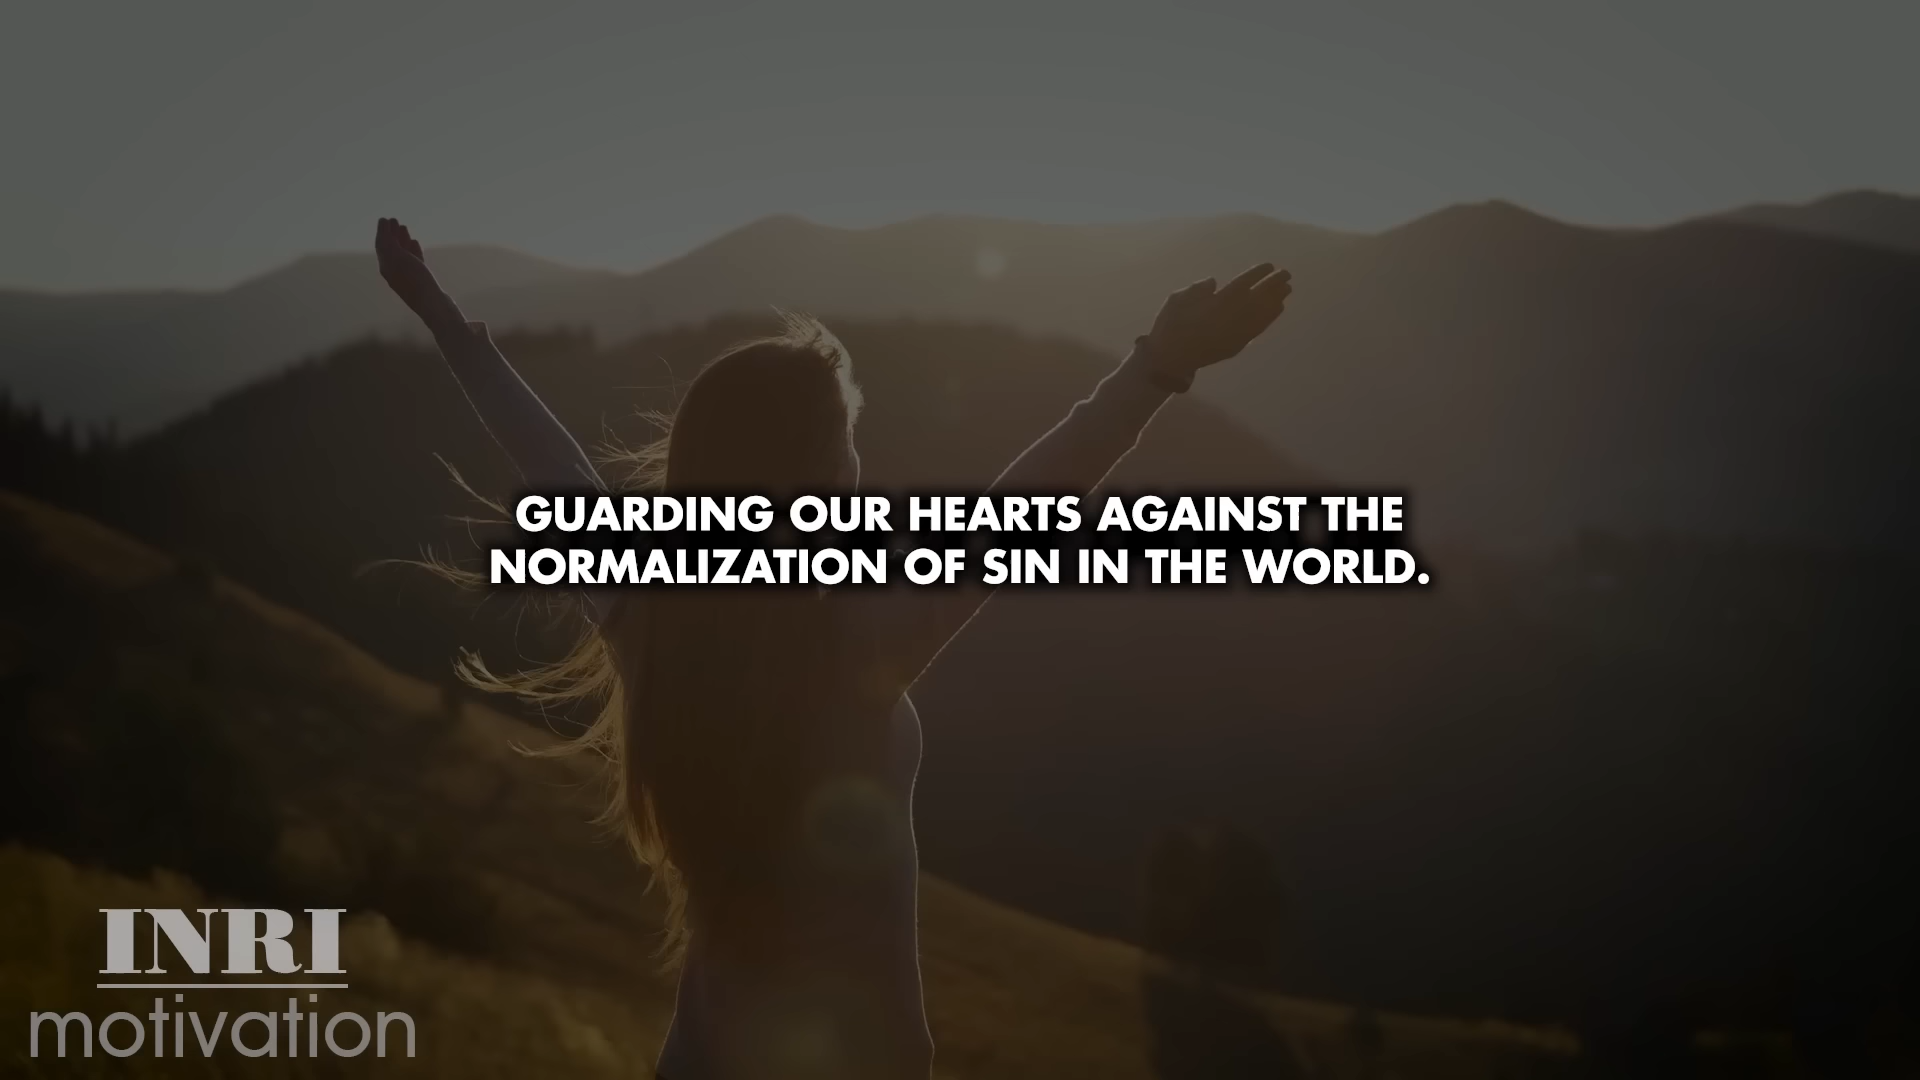 GUARDING OUR HEARTS AGAINST THE
NORMALIZATION OF SIN IN THE WORLD.
INRI
motivation